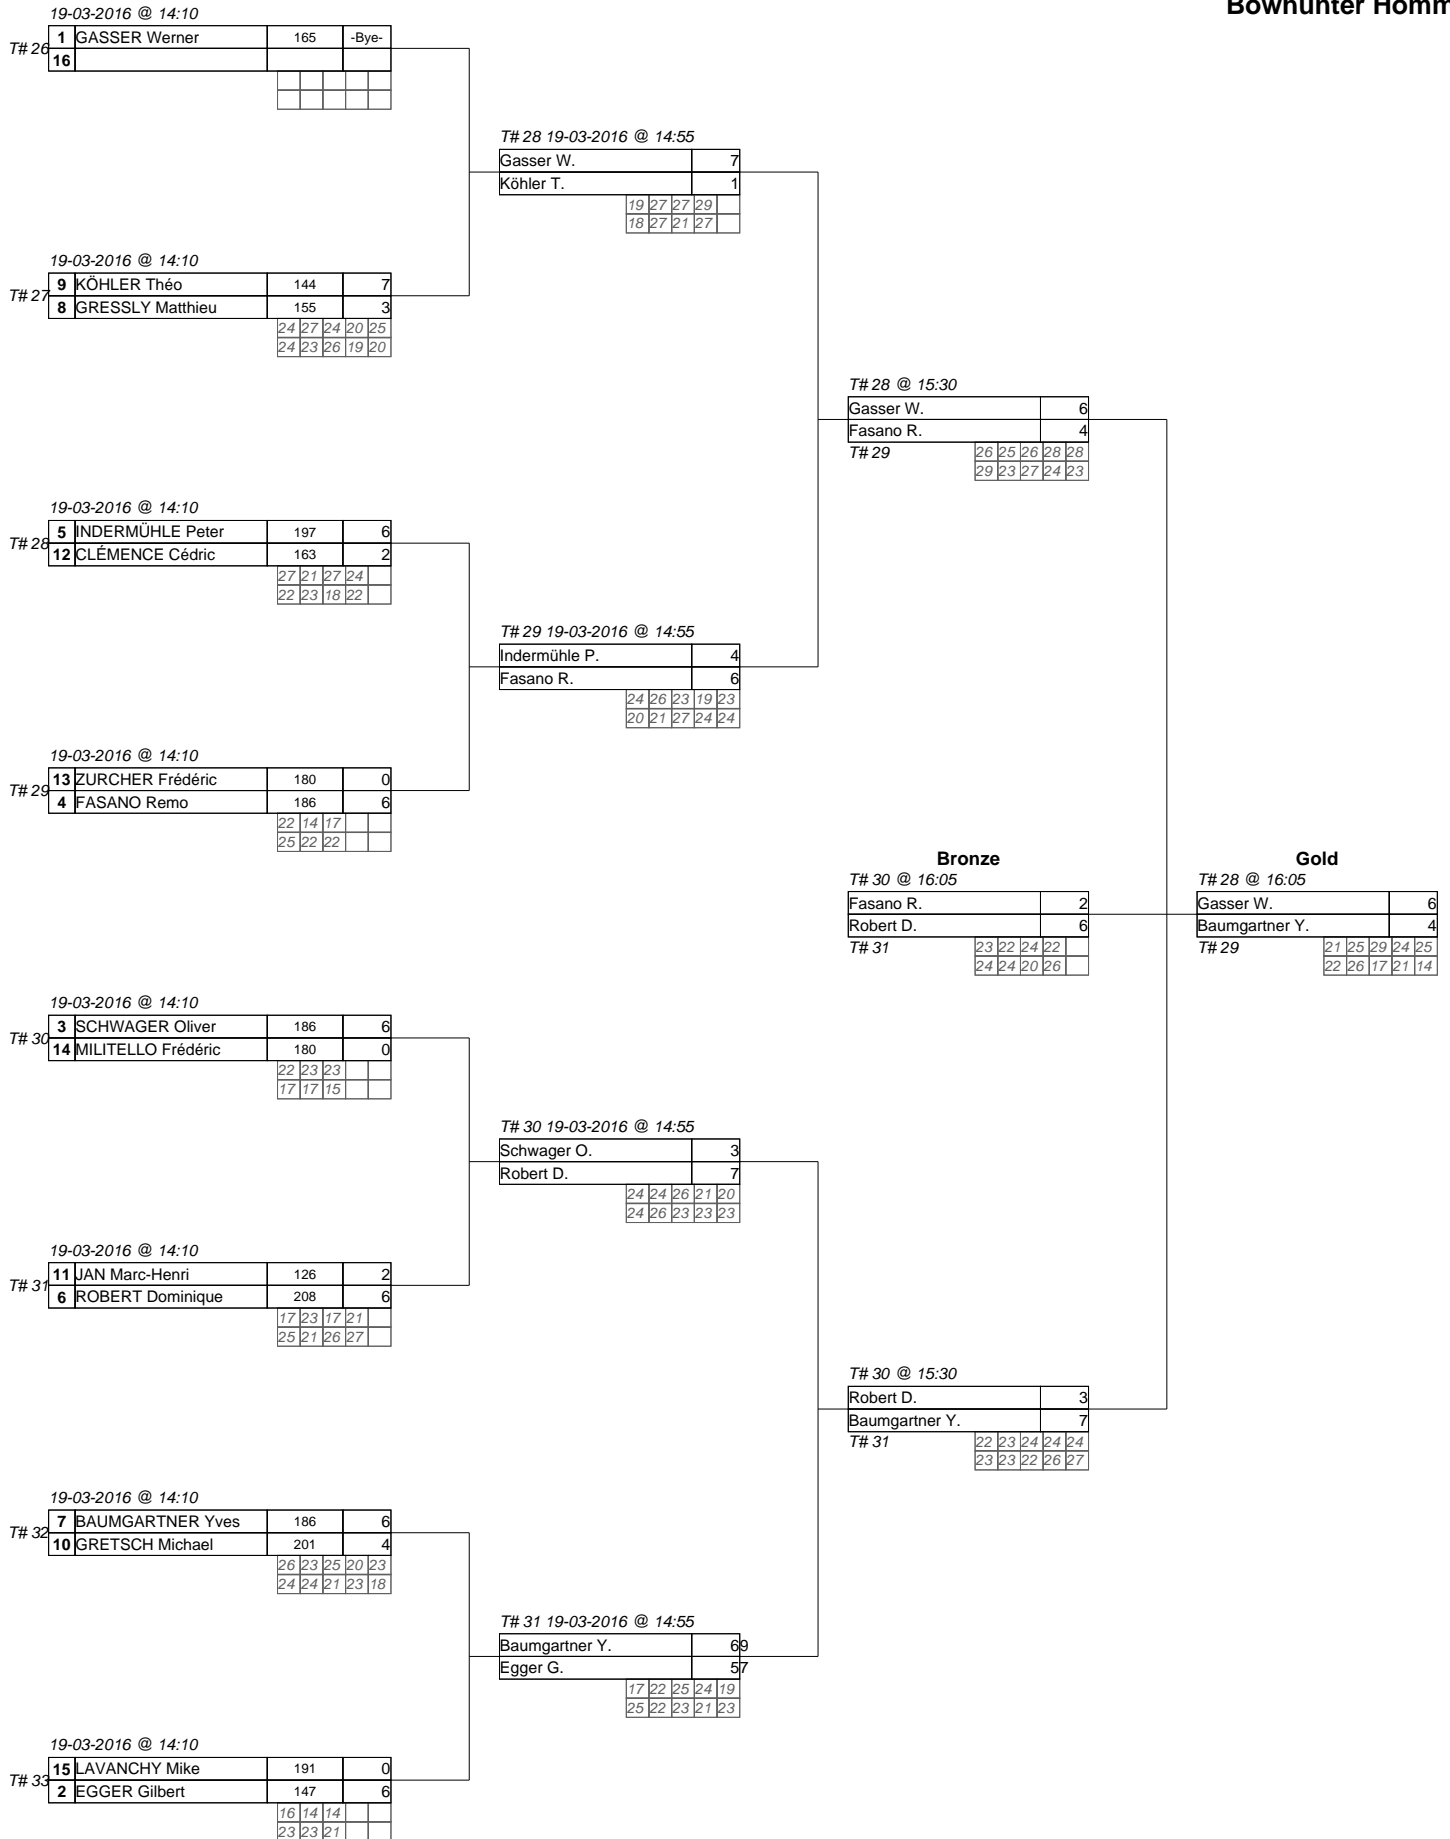 Bowhunter Homm
19-03-2016 @ 14:10
T# 26
1 GASSER Werner 165 -Bye-
16
T# 28 19-03-2016 @ 14:55
Gasser W. 7
Köhler T. 1
19 27 27 29
18 27 21 27
19-03-2016 @ 14:10
T# 27
9 KÖHLER Théo 144 7
8 GRESSLY Matthieu 155 3
24 27 24 20 25
24 23 26 19 20
T# 28 @ 15:30
Gasser W. 6
Fasano R. 4
T# 29 26 25 26 28 28
29 23 27 24 23
19-03-2016 @ 14:10
T# 28
5 INDERMÜHLE Peter 197 6
12 CLÉMENCE Cédric 163 2
27 21 27 24
22 23 18 22
T# 29 19-03-2016 @ 14:55
Indermühle P. 4
Fasano R. 6
24 26 23 19 23
20 21 27 24 24
19-03-2016 @ 14:10
T# 29
13 ZURCHER Frédéric 180 0
4 FASANO Remo 186 6
22 14 17
25 22 22
Bronze
T# 30 @ 16:05
Fasano R. 2
Robert D. 6
T# 31 23 22 24 22
24 24 20 26
Gold
T# 28 @ 16:05
Gasser W. 6
Baumgartner Y. 4
T# 29 21 25 29 24 25
22 26 17 21 14
19-03-2016 @ 14:10
T# 30
3 SCHWAGER Oliver 186 6
14 MILITELLO Frédéric 180 0
22 23 23
17 17 15
T# 30 19-03-2016 @ 14:55
Schwager O. 3
Robert D. 7
24 24 26 21 20
24 26 23 23 23
19-03-2016 @ 14:10
T# 31
11 JAN Marc-Henri 126 2
6 ROBERT Dominique 208 6
17 23 17 21
25 21 26 27
T# 30 @ 15:30
Robert D. 3
Baumgartner Y. 7
T# 31 22 23 24 24 24
23 23 22 26 27
19-03-2016 @ 14:10
T# 32
7 BAUMGARTNER Yves 186 6
10 GRETSCH Michael 201 4
26 23 25 20 23
24 24 21 23 18
T# 31 19-03-2016 @ 14:55
Baumgartner Y. 69
Egger G. 57
17 22 25 24 19
25 22 23 21 23
19-03-2016 @ 14:10
T# 33
15 LAVANCHY Mike 191 0
2 EGGER Gilbert 147 6
16 14 14
23 23 21